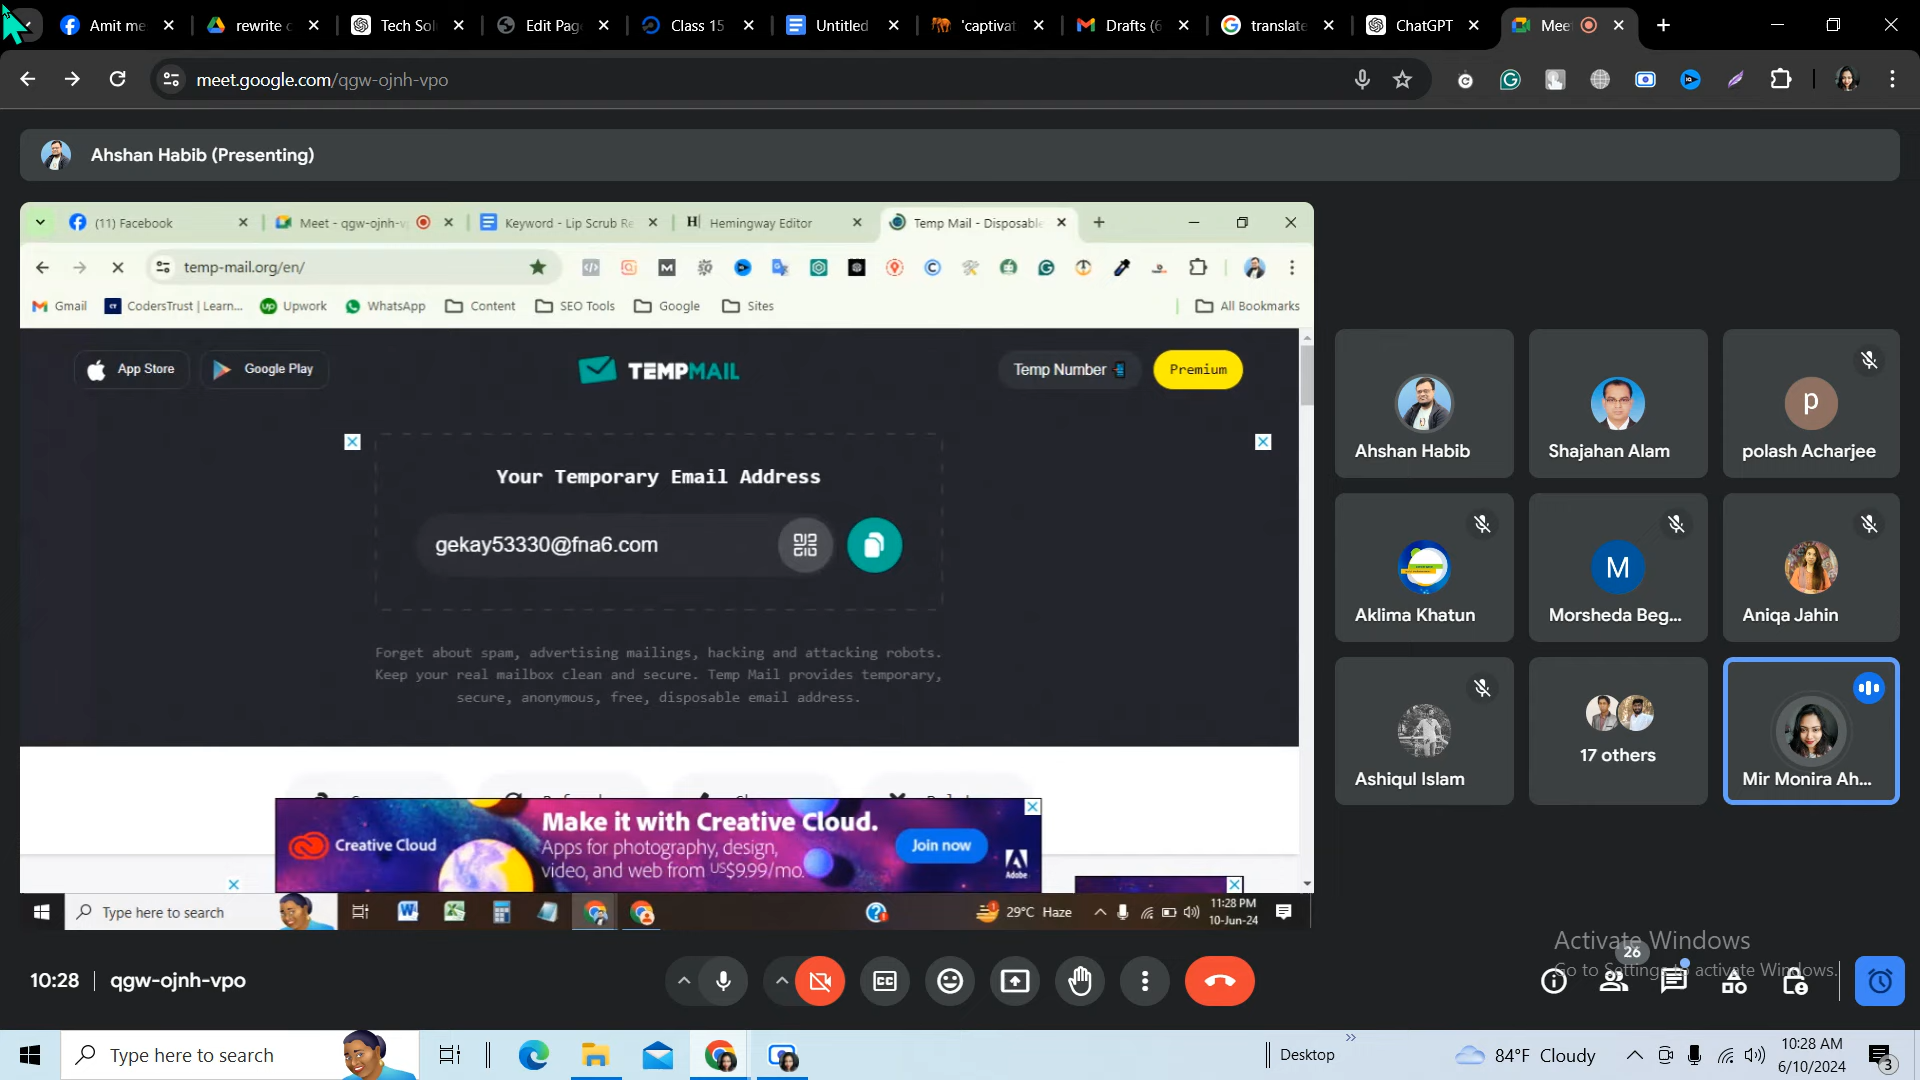 Amit me
rewrite c
Tech Sol
Edit Pag
Class 15
Untitled
'captivat
Drafts (6
translate
ChatGPT
Mee
meet.google.com/qgw-ojnh-vpo
Ahshan Habib (Presenting)
(11) Facebook
Meet - qgw-ojnh-v
Keyword - Lip Scrub Re
Hemingway Editor
Temp Mail - Disposable
temp-mail.org/en/
Gmail
CodersTrust | Learn...
Upwork
WhatsApp
Content
SEO Tools
Google
Sites
All Bookmarks
App Store
Google Play
TEMPMAIL
Temp Number
Premium
Your Temporary Email Address
gekay53330@fna6.com
Forget about spam, advertising mailings, hacking and attacking robots.
Keep your real mailbox clean and secure. Temp Mail provides temporary,
secure, anonymous, free, disposable email address.
Creative Cloud
Make it with Creative Cloud.
Apps for photography, design,
video, and web from US$9.99/mo.
Join now
Adobe
Type here to search
29°C Haze
11:28 PM
10-Jun-24
Ahshan Habib
Shajahan Alam
p
polash Acharjee
Aklima Khatun
M
Morsheda Beg...
Aniqa Jahin
Ashiqul Islam
17 others
Mir Monira Ah...
Activate Windows
Go to Settings to activate Windows.
10:28
qgw-ojnh-vpo
26
Type here to search
Desktop
84°F Cloudy
10:28 AM
6/10/2024
3